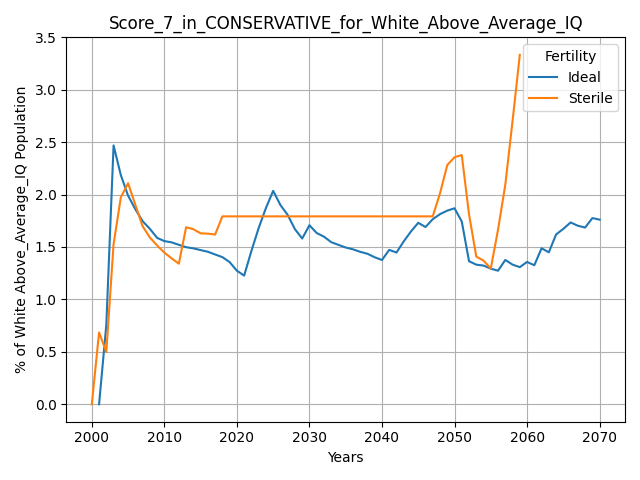 Score_7_in_CONSERVATIVE_for_White_Above_Average_IQ
% of White Above_Average_IQ Population
3.5
3.0
2.5
2.0
1.5
1.0
0.5
0.0
Fertility
Ideal
Sterile
2000 2010 2020 2030 2040 2050 2060 2070
Years